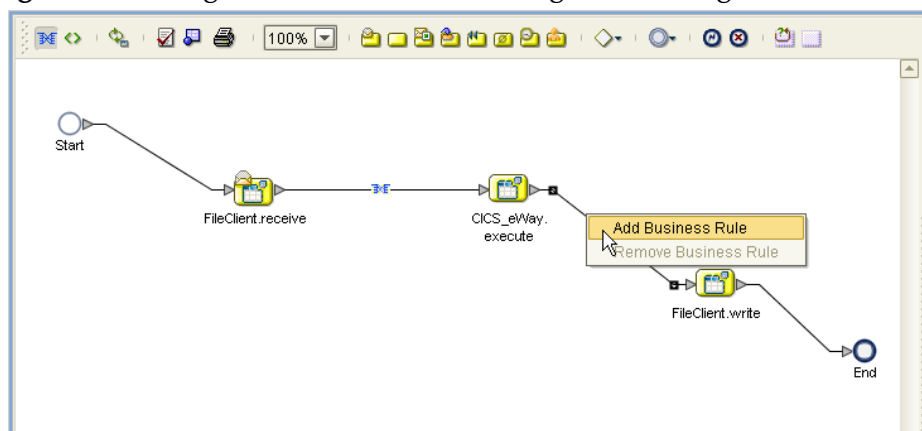 100%
Start
FileClient.receive
CICS_eWay.
execute
Add Business Rule
Remove Business Rule
FileClient.write
End